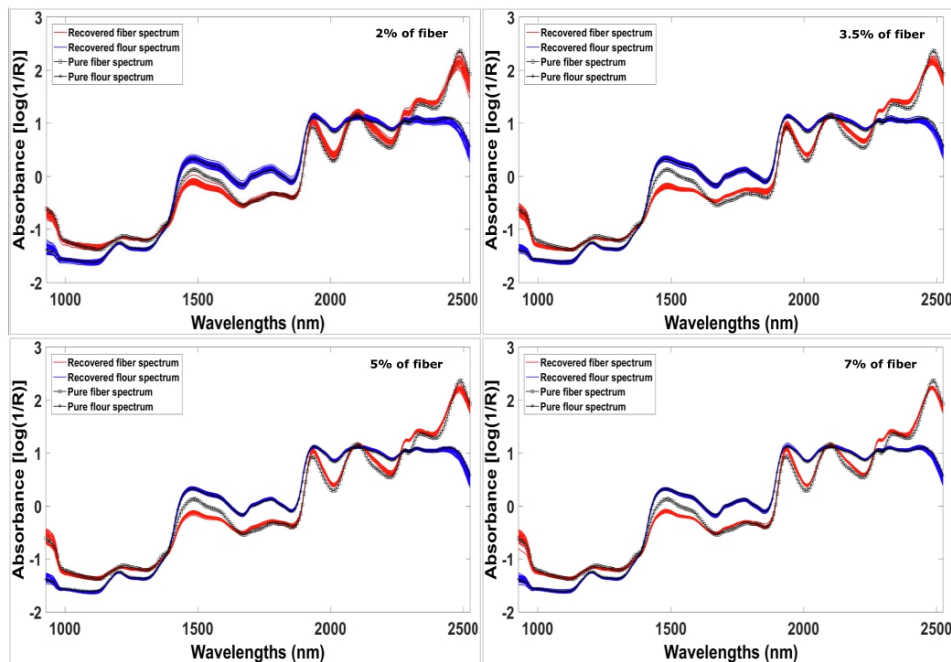 3
2
1
0
-1
-2
Absorbance [log(1/R)]
Recovered fiber spectrum
Recovered flour spectrum
Pure fiber spectrum
Pure flour spectrum
2% of fiber
1000 1500 2000 2500
Wavelengths (nm)
3
2
1
0
-1
-2
Absorbance [log(1/R)]
Recovered fiber spectrum
Recovered flour spectrum
Pure fiber spectrum
Pure flour spectrum
3.5% of fiber
1000 1500 2000 2500
Wavelengths (nm)
3
2
1
0
-1
-2
Absorbance [log(1/R)]
Recovered fiber spectrum
Recovered flour spectrum
Pure fiber spectrum
Pure flour spectrum
5% of fiber
1000 1500 2000 2500
Wavelengths (nm)
3
2
1
0
-1
-2
Absorbance [log(1/R)]
Recovered fiber spectrum
Recovered flour spectrum
Pure fiber spectrum
Pure flour spectrum
7% of fiber
1000 1500 2000 2500
Wavelengths (nm)